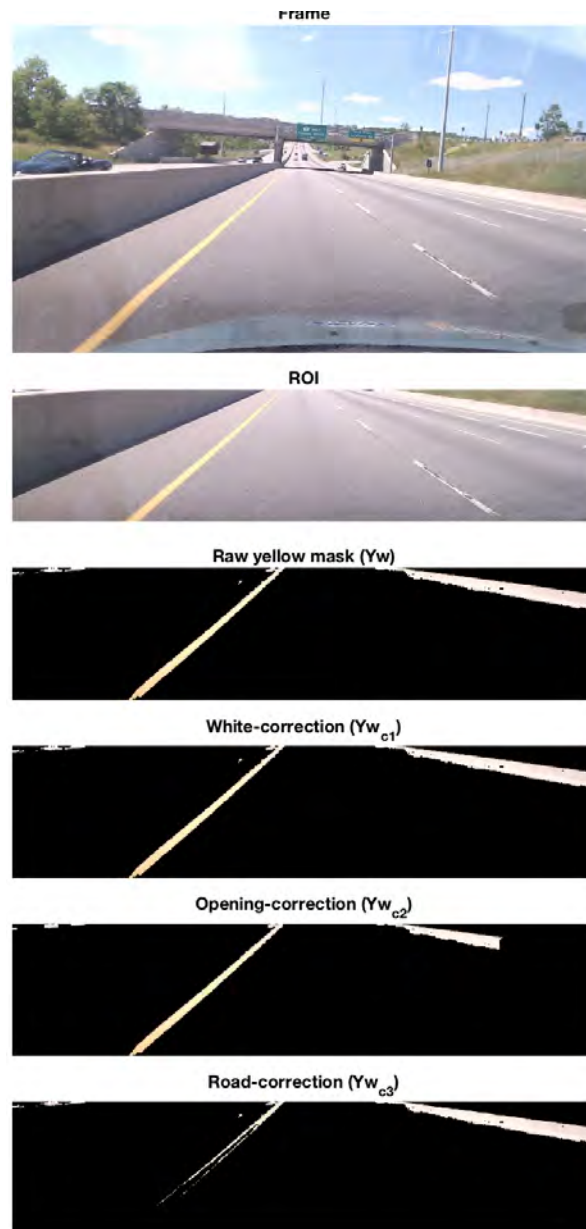 Frame
ROI
Raw yellow mask (Yw)
White-correction (Yw_c1)
Opening-correction (Yw_c2)
Road-correction (Yw_c3)